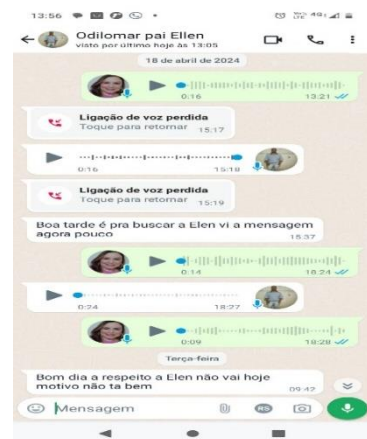 13:56
4G
Odilomar pai Ellen
visto por último hoje às 13:05
18 de abril de 2024
0:16 13:21
Ligação de voz perdida
Toque para retornar 15:17
0:16 15:18
Ligação de voz perdida
Toque para retornar 15:19
Boa tarde é pra buscar a Elen vi a mensagem
agora pouco
15:37
0:14 18:24
0:24 18:27
0:09 18:28
Terça-feira
Bom dia a respeito a Elen não vai hoje
motivo não ta bem
09:42
Mensagem
R$